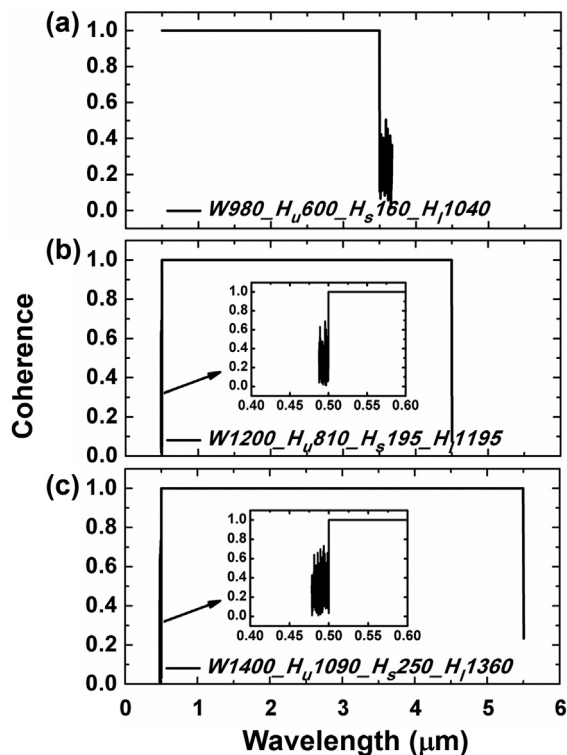 (a)
1.0
0.8
0.6
0.4
0.2
0.0
W980_Hu600_Hs160_Hl1040
(b)
1.0
0.8
0.6
0.4
0.2
0.0
1.0
0.8
0.6
0.4
0.2
0.0
0.40 0.45 0.50 0.55 0.60
W1200_Hu810_Hs195_Hl1195
Coherence
(c)
1.0
0.8
0.6
0.4
0.2
0.0
1.0
0.8
0.6
0.4
0.2
0.0
0.40 0.45 0.50 0.55 0.60
W1400_Hu1090_Hs250_Hl1360
0 1 2 3 4 5 6
Wavelength (μm)